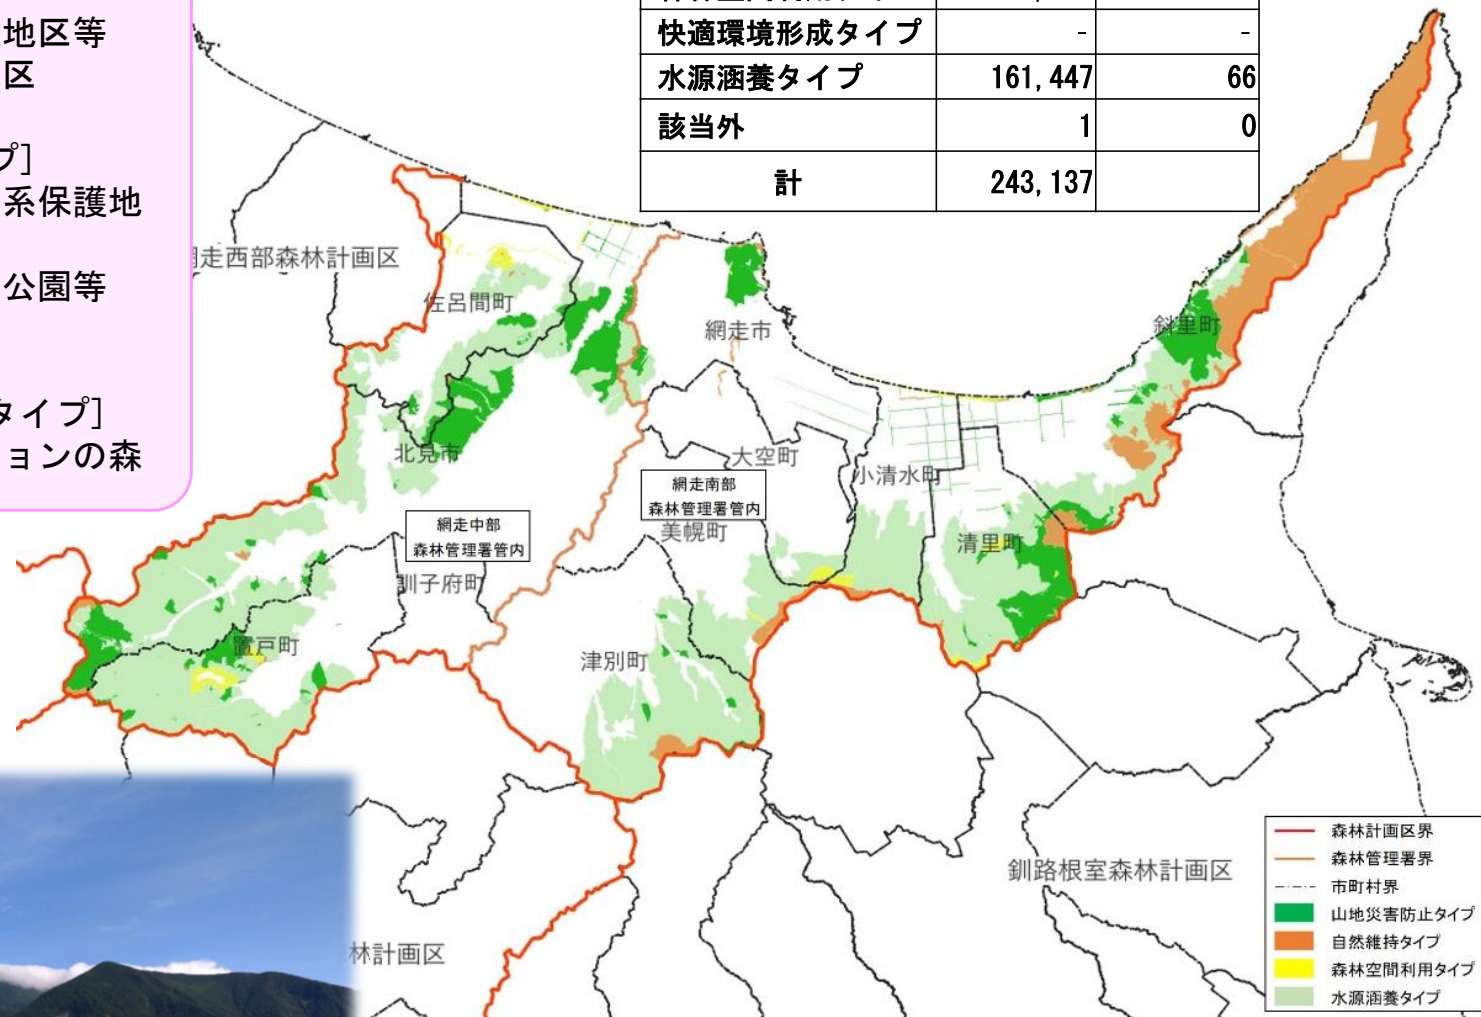 地区等
区
プ］
系保護地
公園等
タイプ］
ョンの森
快適環境形成タイプ - -
水源涵養タイプ 161,447 66
該当外 1 0
計 243,137
網走西部森林計画区
佐呂間町
網走市
斜里町
北見市
大空町
小清水町
網走南部
森林管理署管内
網走中部
森林管理署管内
美幌町
清里町
訓子府町
置戸町
津別町
釧路根室森林計画区
林計画区
森林計画区界
森林管理署界
市町村界
山地災害防止タイプ
自然維持タイプ
森林空間利用タイプ
水源涵養タイプ